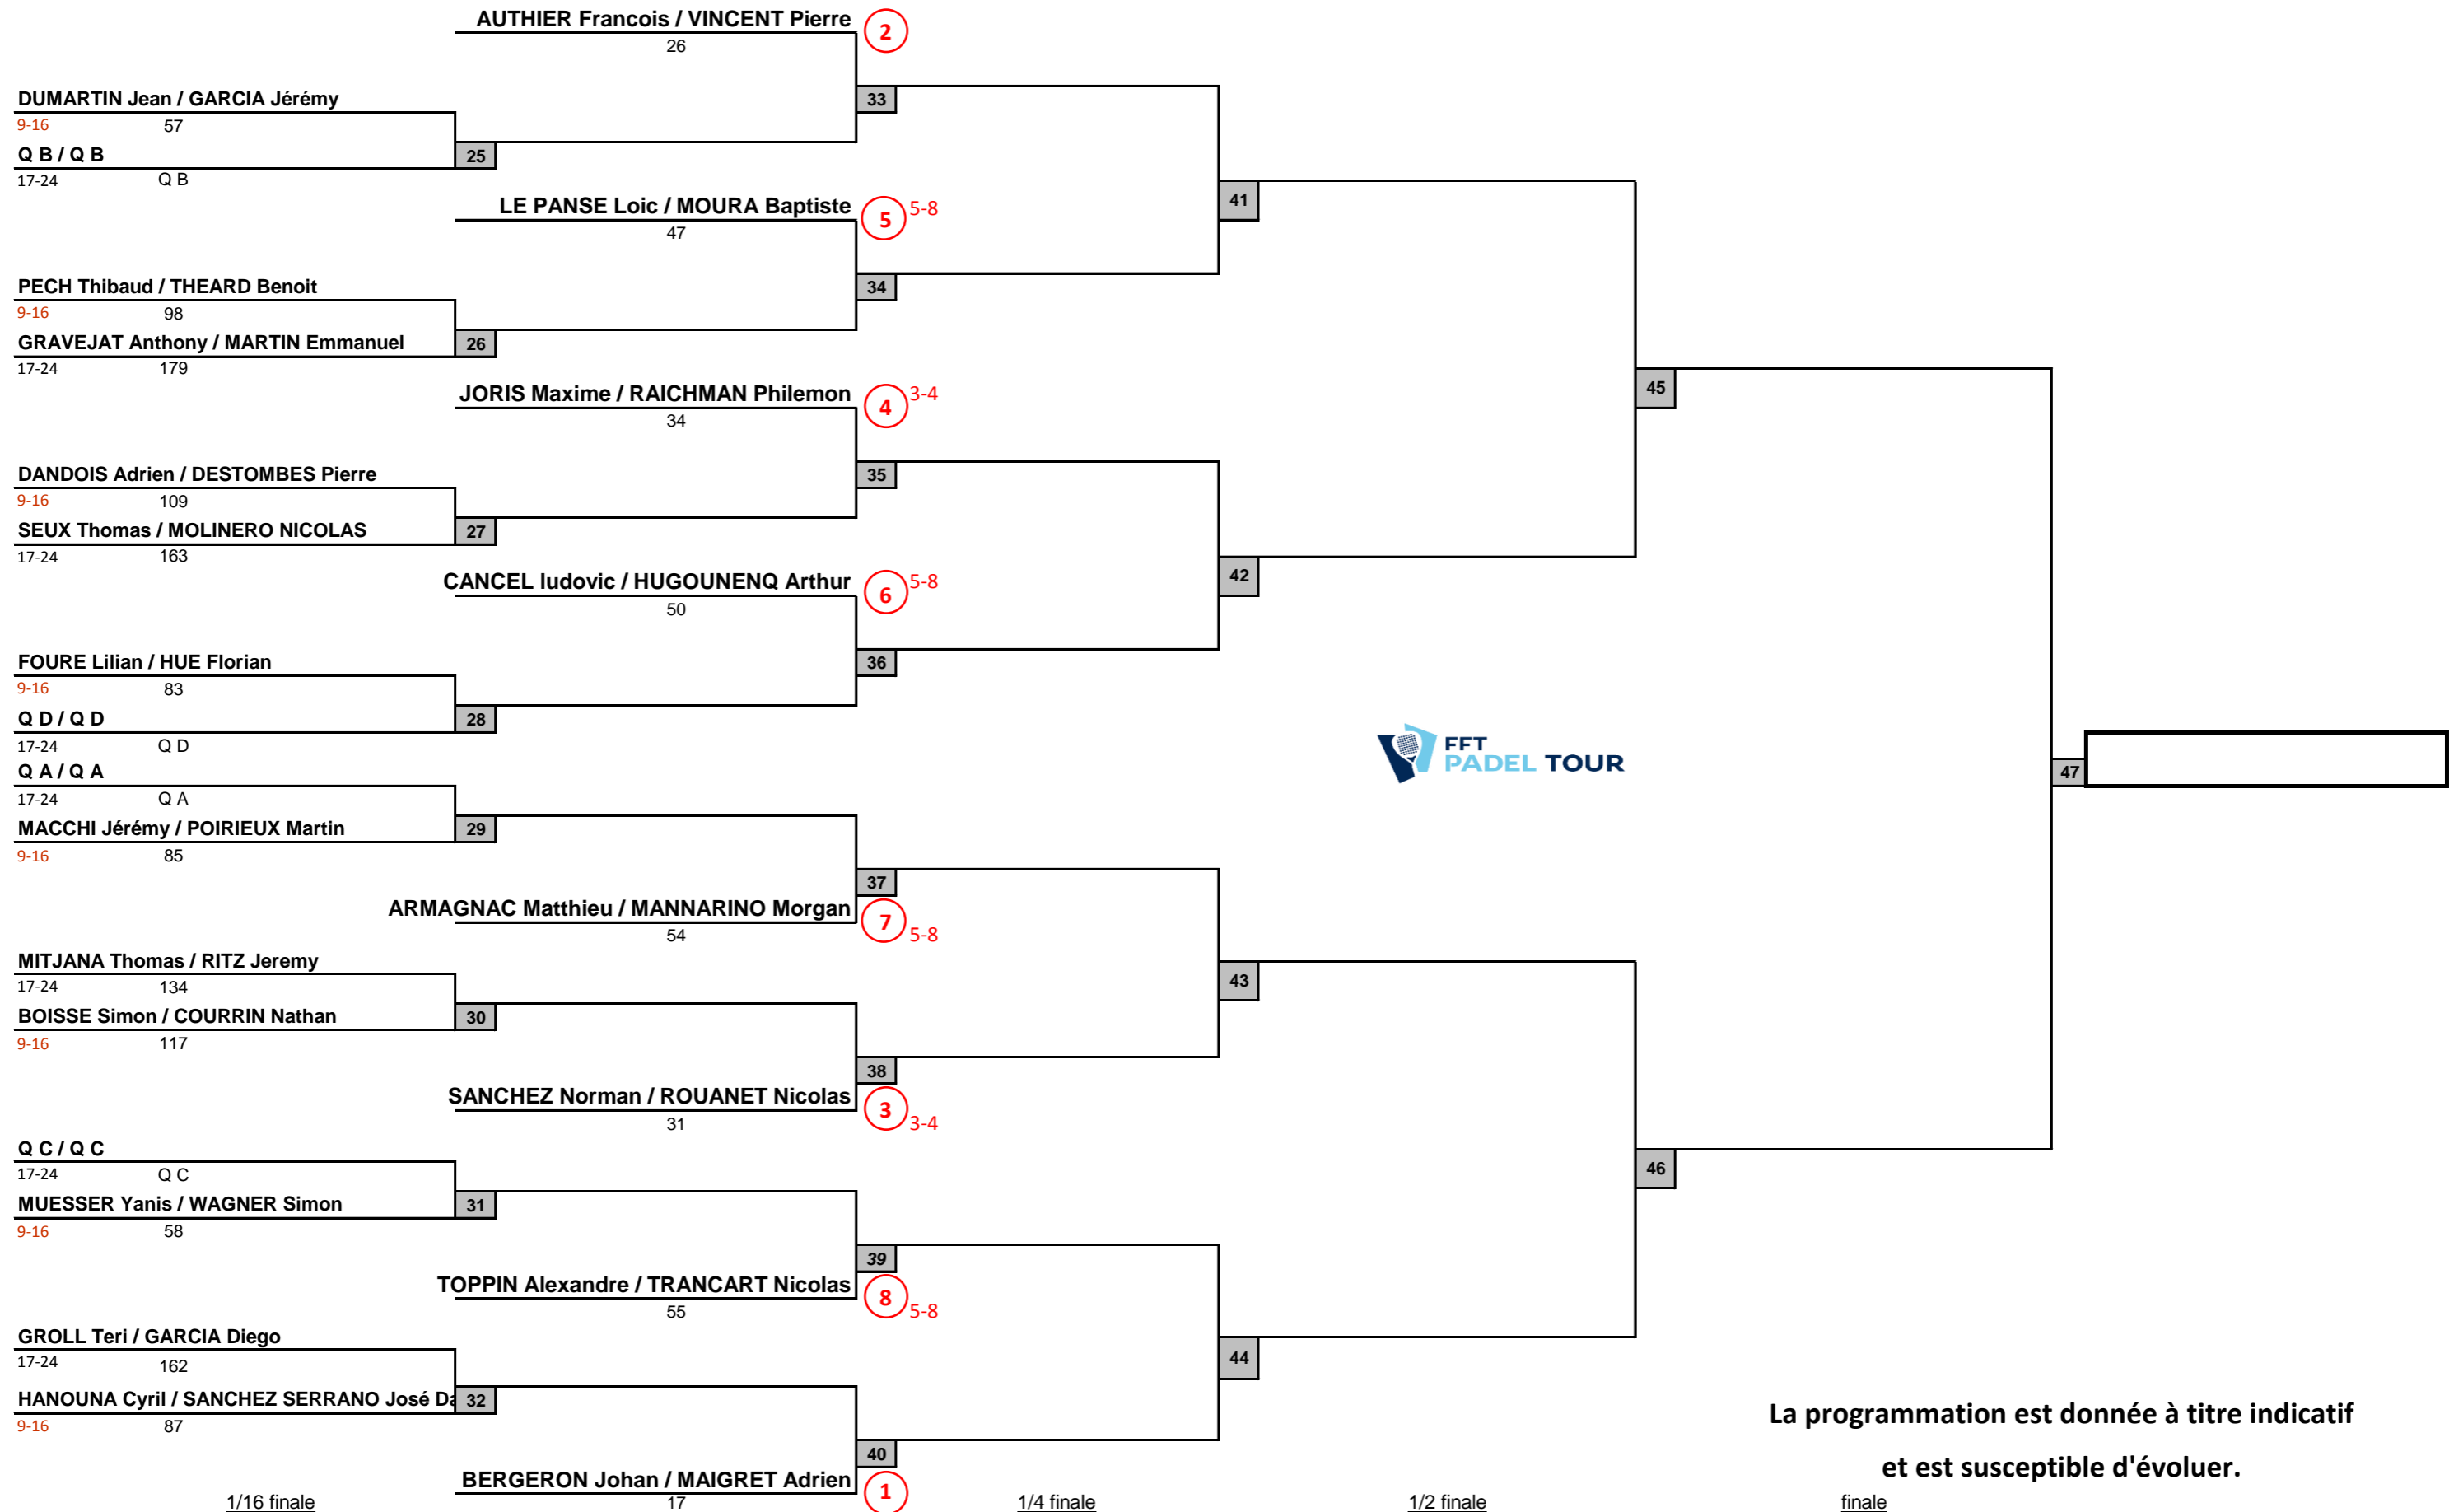 AUTHIER Francois / VINCENT Pierre
2
26
DUMARTIN Jean / GARCIA Jérémy
33
9-16 57
Q B / Q B
25
17-24 Q B
LE PANSE Loic / MOURA Baptiste
5 5-8
41
47
PECH Thibaud / THEARD Benoit
34
9-16 98
GRAVEJAT Anthony / MARTIN Emmanuel
26
17-24 179
JORIS Maxime / RAICHMAN Philemon
4 3-4
45
34
DANDOIS Adrien / DESTOMBES Pierre
35
9-16 109
SEUX Thomas / MOLINERO NICOLAS
27
17-24 163
CANCEL ludovic / HUGOUNENQ Arthur
6 5-8
42
50
FOURE Lilian / HUE Florian
36
9-16 83
Q D / Q D
28
17-24 Q D
FFT
PADEL TOUR
47
Q A / Q A
17-24 Q A
MACCHI Jérémy / POIRIEUX Martin
29
9-16 85
37
ARMAGNAC Matthieu / MANNARINO Morgan
7 5-8
54
MITJANA Thomas / RITZ Jeremy
43
17-24 134
BOISSE Simon / COURRIN Nathan
30
9-16 117
38
SANCHEZ Norman / ROUANET Nicolas
3 3-4
31
Q C / Q C
46
17-24 Q C
MUESSER Yanis / WAGNER Simon
31
9-16 58
39
TOPPIN Alexandre / TRANCART Nicolas
8 5-8
55
GROLL Teri / GARCIA Diego
44
17-24 162
HANOUNA Cyril / SANCHEZ SERRANO José Da
32
9-16 87
La programmation est donnée à titre indicatif
et est susceptible d'évoluer.
40
BERGERON Johan / MAIGRET Adrien
1
17
1/16 finale 1/4 finale 1/2 finale finale